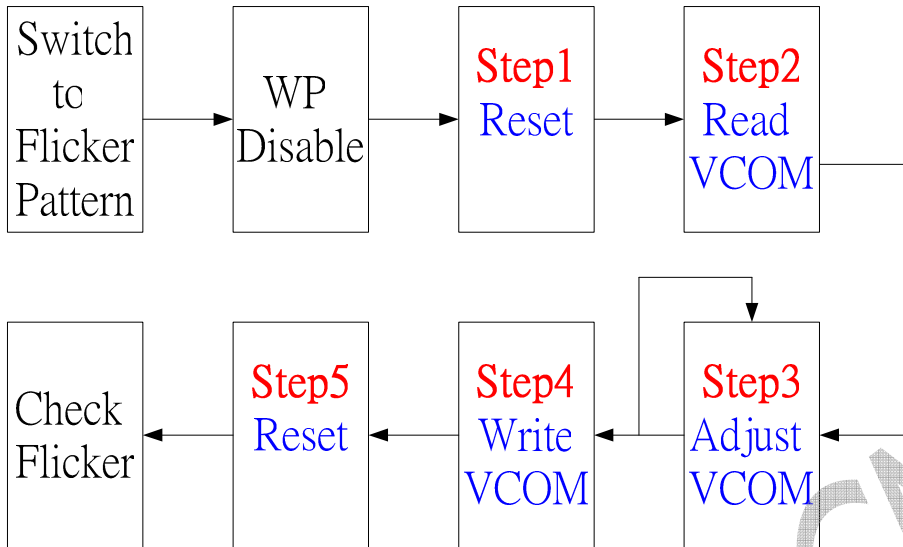 Switch
to
Flicker
Pattern
WP
Disable
Step1
Reset
Step2
Read
VCOM
Step3
Adjust
VCOM
Step4
Write
VCOM
Step5
Reset
Check
Flicker